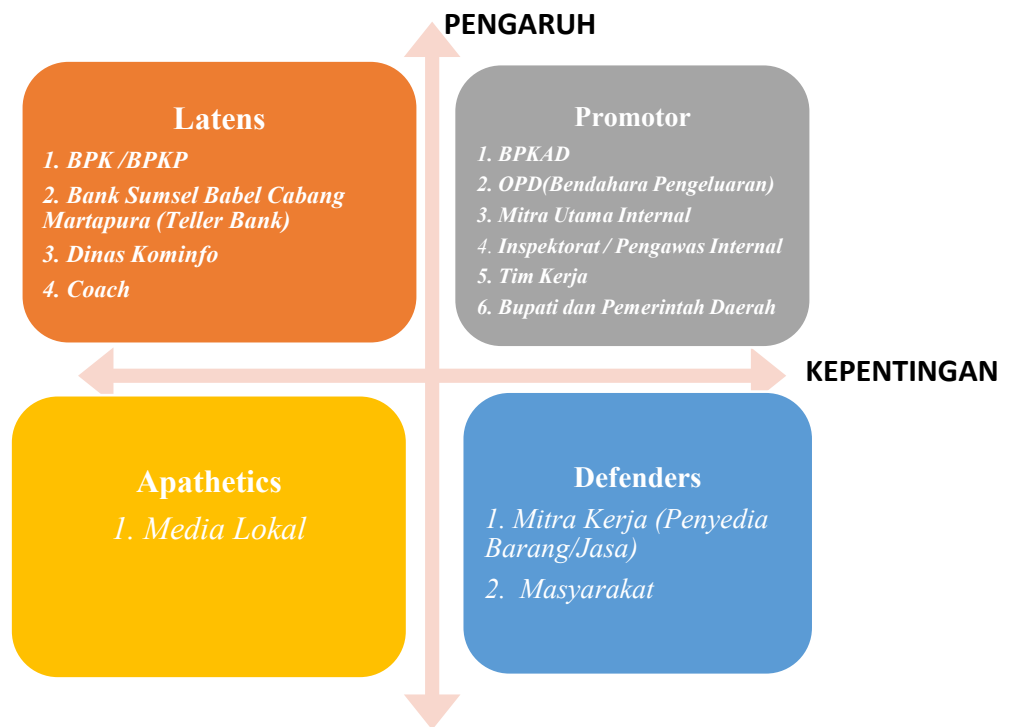 PENGARUH
Latens
1. BPK /BPKP
2. Bank Sumsel Babel Cabang
Martapura (Teller Bank)
3. Dinas Kominfo
4. Coach
Promotor
1. BPKAD
2. OPD(Bendahara Pengeluaran)
3. Mitra Utama Internal
4. Inspektorat / Pengawas Internal
5. Tim Kerja
6. Bupati dan Pemerintah Daerah
KEPENTINGAN
Apathetics
1. Media Lokal
Defenders
1. Mitra Kerja (Penyedia
Barang/Jasa)
2. Masyarakat